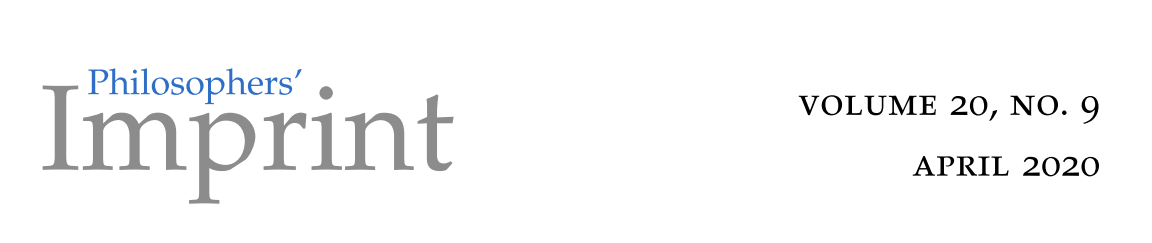 Philosophers’
Imprint
VOLUME 20, NO. 9
APRIL 2020